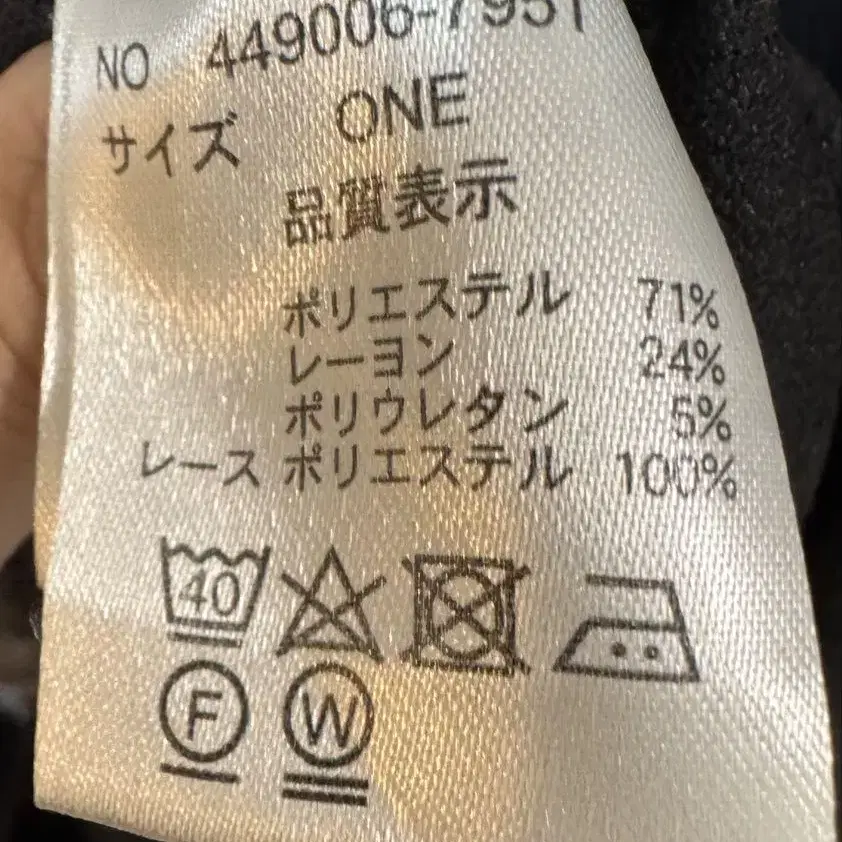 NO 449006-7951
サイズ ONE
品質表示
ポリエステル 71%
レーヨン 24%
ポリウレタン 5%
レース ポリエステル 100%
40
F W